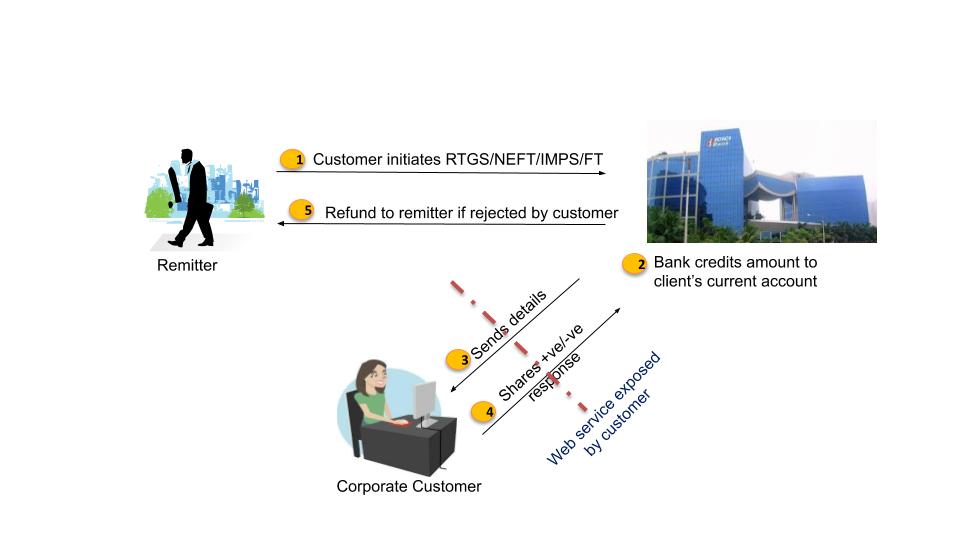 1 Customer initiates RTGS/NEFT/IMPS/FT
ICICI
Bank
5 Refund to remitter if rejected by customer
Remitter
2 Bank credits amount to
client's current account
3 Sends details
4 Shares +ve/-ve
response
Web service exposed
by customer
Corporate Customer